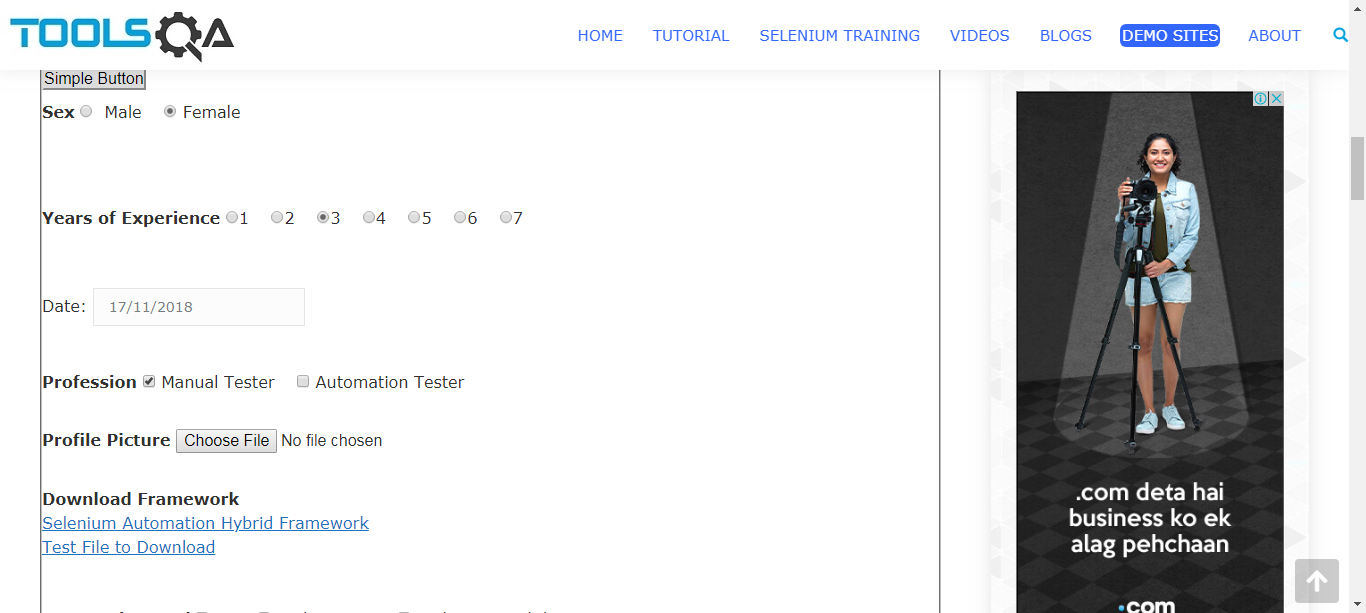 TOOLSQA
HOME TUTORIAL SELENIUM TRAINING VIDEOS BLOGS DEMO SITES ABOUT
Simple Button
Sex Male Female
Years of Experience 1 2 3 4 5 6 7
Date: 17/11/2018
Profession Manual Tester Automation Tester
Profile Picture Choose File No file chosen
Download Framework
Selenium Automation Hybrid Framework
Test File to Download
.com deta hai
business ko ek
alag pehchaan
.com